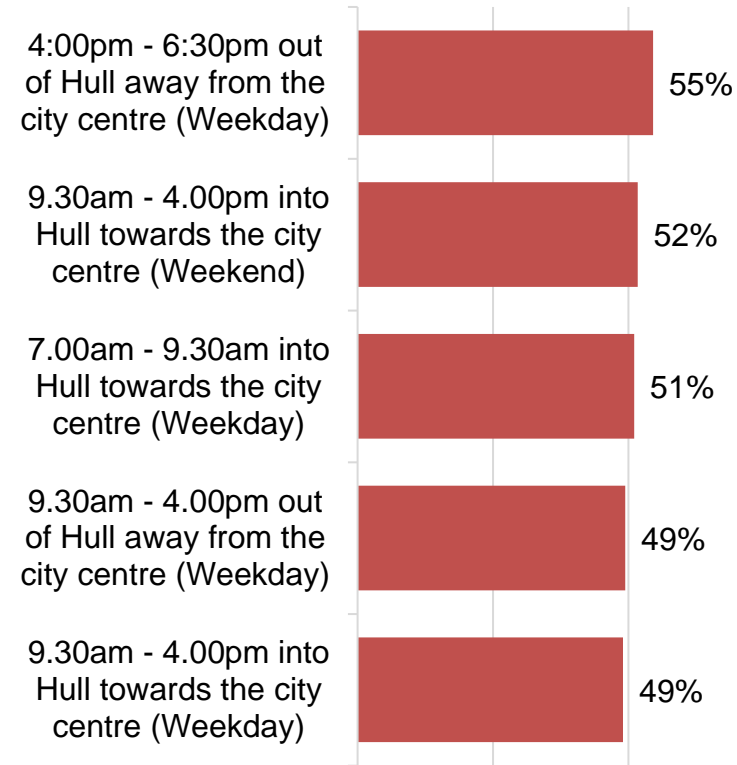 4:00pm - 6:30pm out
of Hull away from the
city centre (Weekday)
55%
9.30am - 4.00pm into
Hull towards the city
centre (Weekend)
52%
7.00am - 9.30am into
Hull towards the city
centre (Weekday)
51%
9.30am - 4.00pm out
of Hull away from the
city centre (Weekday)
49%
9.30am - 4.00pm into
Hull towards the city
centre (Weekday)
49%